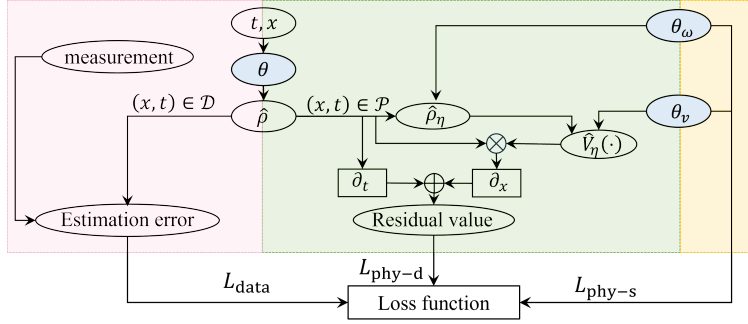 t, x
θ_ω
measurement
θ
(x, t) ∈ 𝒟
ρ̂
(x, t) ∈ 𝒫
ρ̂_η
θ_v
⊗
V̂_η(·)
∂_t
⊕
∂_x
Estimation error
Residual value
L_data
L_phy−d
L_phy−s
Loss function